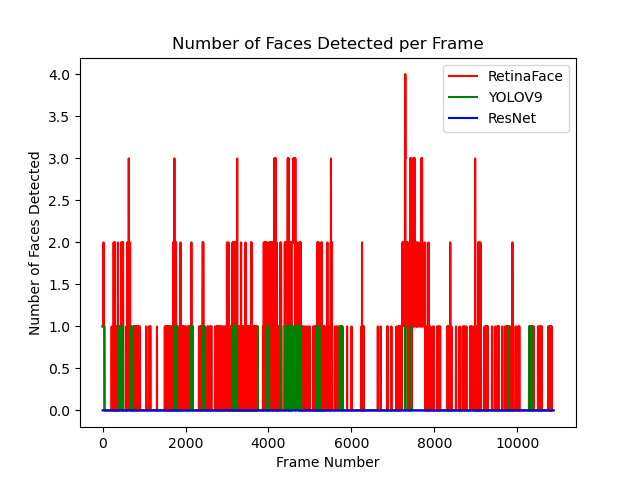 Number of Faces Detected per Frame
RetinaFace
YOLOV9
ResNet
Number of Faces Detected
4.0
3.5
3.0
2.5
2.0
1.5
1.0
0.5
0.0
0 2000 4000 6000 8000 10000
Frame Number